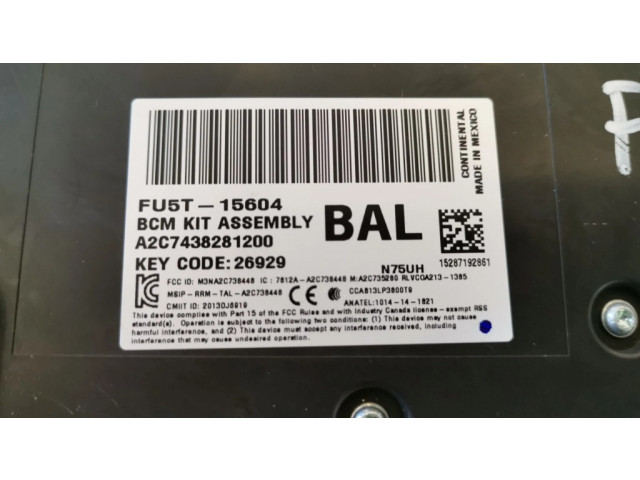 CONTINENTAL
MADE IN MEXICO
FU5T-15604
BCM KIT ASSEMBLY
BAL
A2C7438281200
KEY CODE:26929
N75UH
15287192861
FCC ID: M3NA2C738448 IC: 7812A-A2C738448 M:A2C735280 RLVCOA213-1385
MSIP-RRM-TAL-A2C738448
CCAB13LP3800T9
CMIIT ID: 2013DJ6919
ANATEL:1014-14-1821
This device complies with Part 15 of the FCC Rules and with Industry Canada license - exempt RSS
standard(s). Operation is subject to the following two conditions: (1) This device may not cause
harmful interference, and (2) This device must accept any interference received, including
interference that may cause undesired operation.